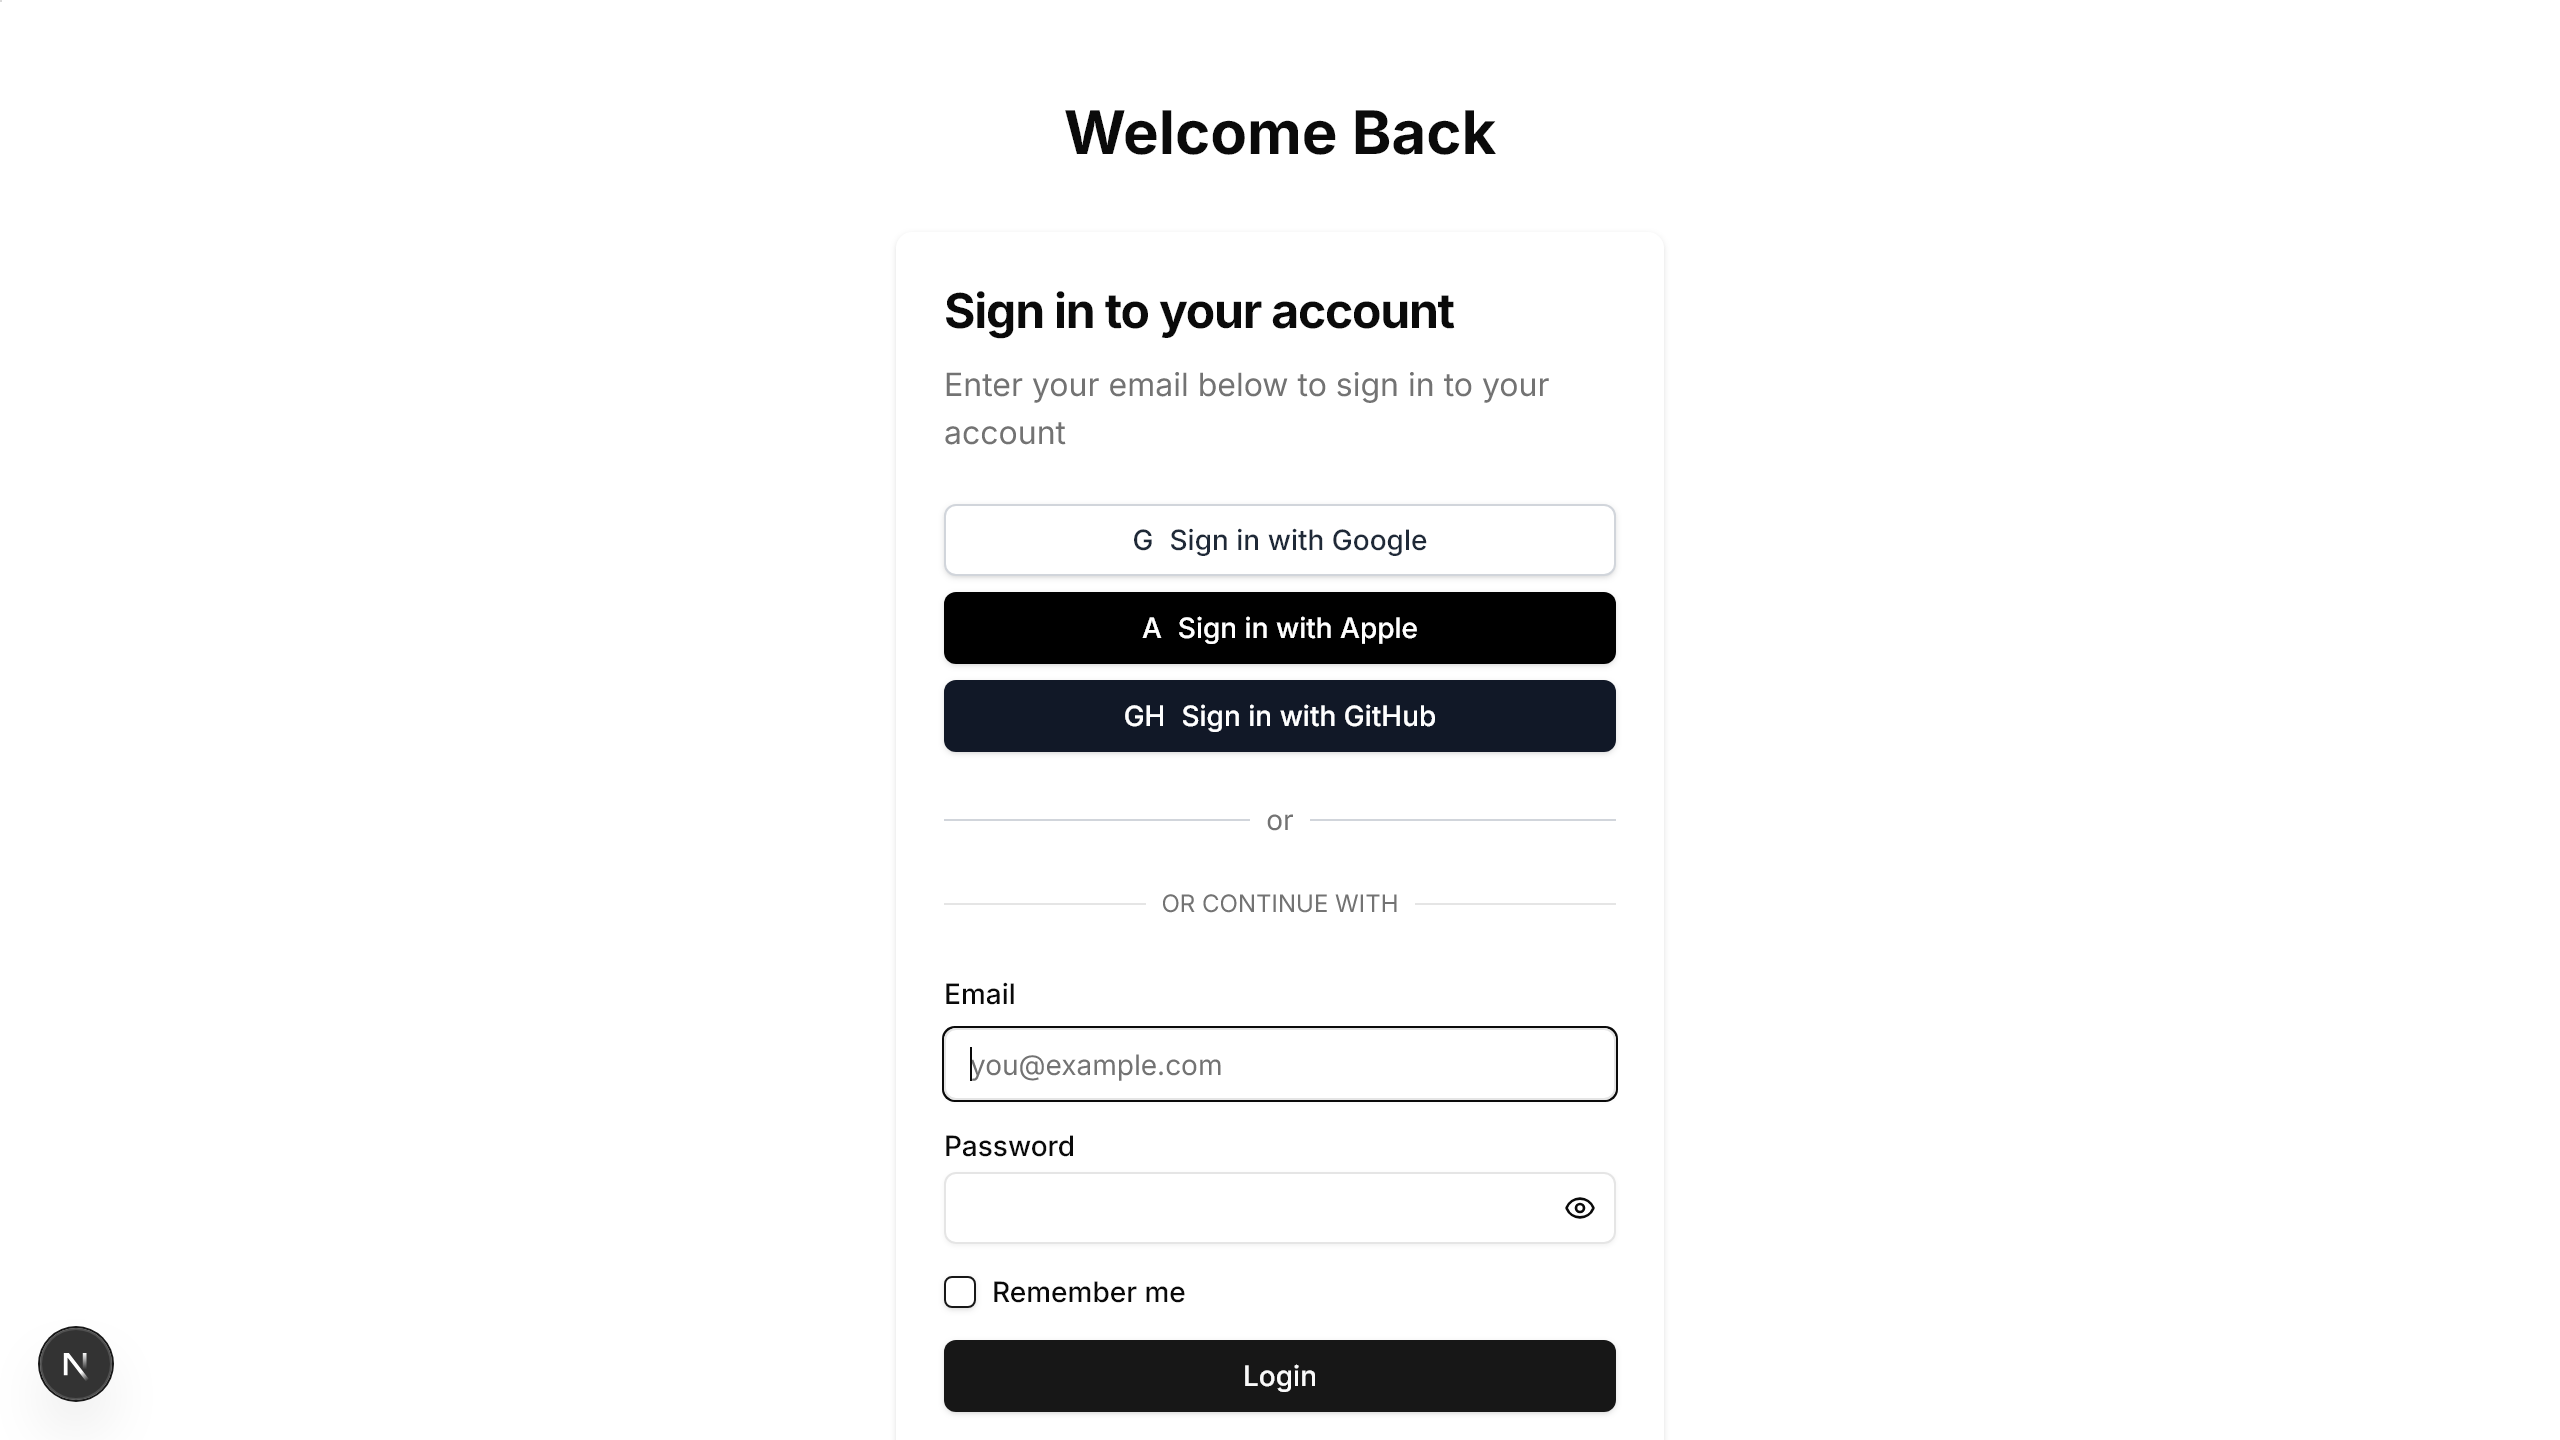 Welcome Back
Sign in to your account
Enter your email below to sign in to your
account
G Sign in with Google
A Sign in with Apple
GH Sign in with GitHub
or
OR CONTINUE WITH
Email
you@example.com
Password
Remember me
Login
N